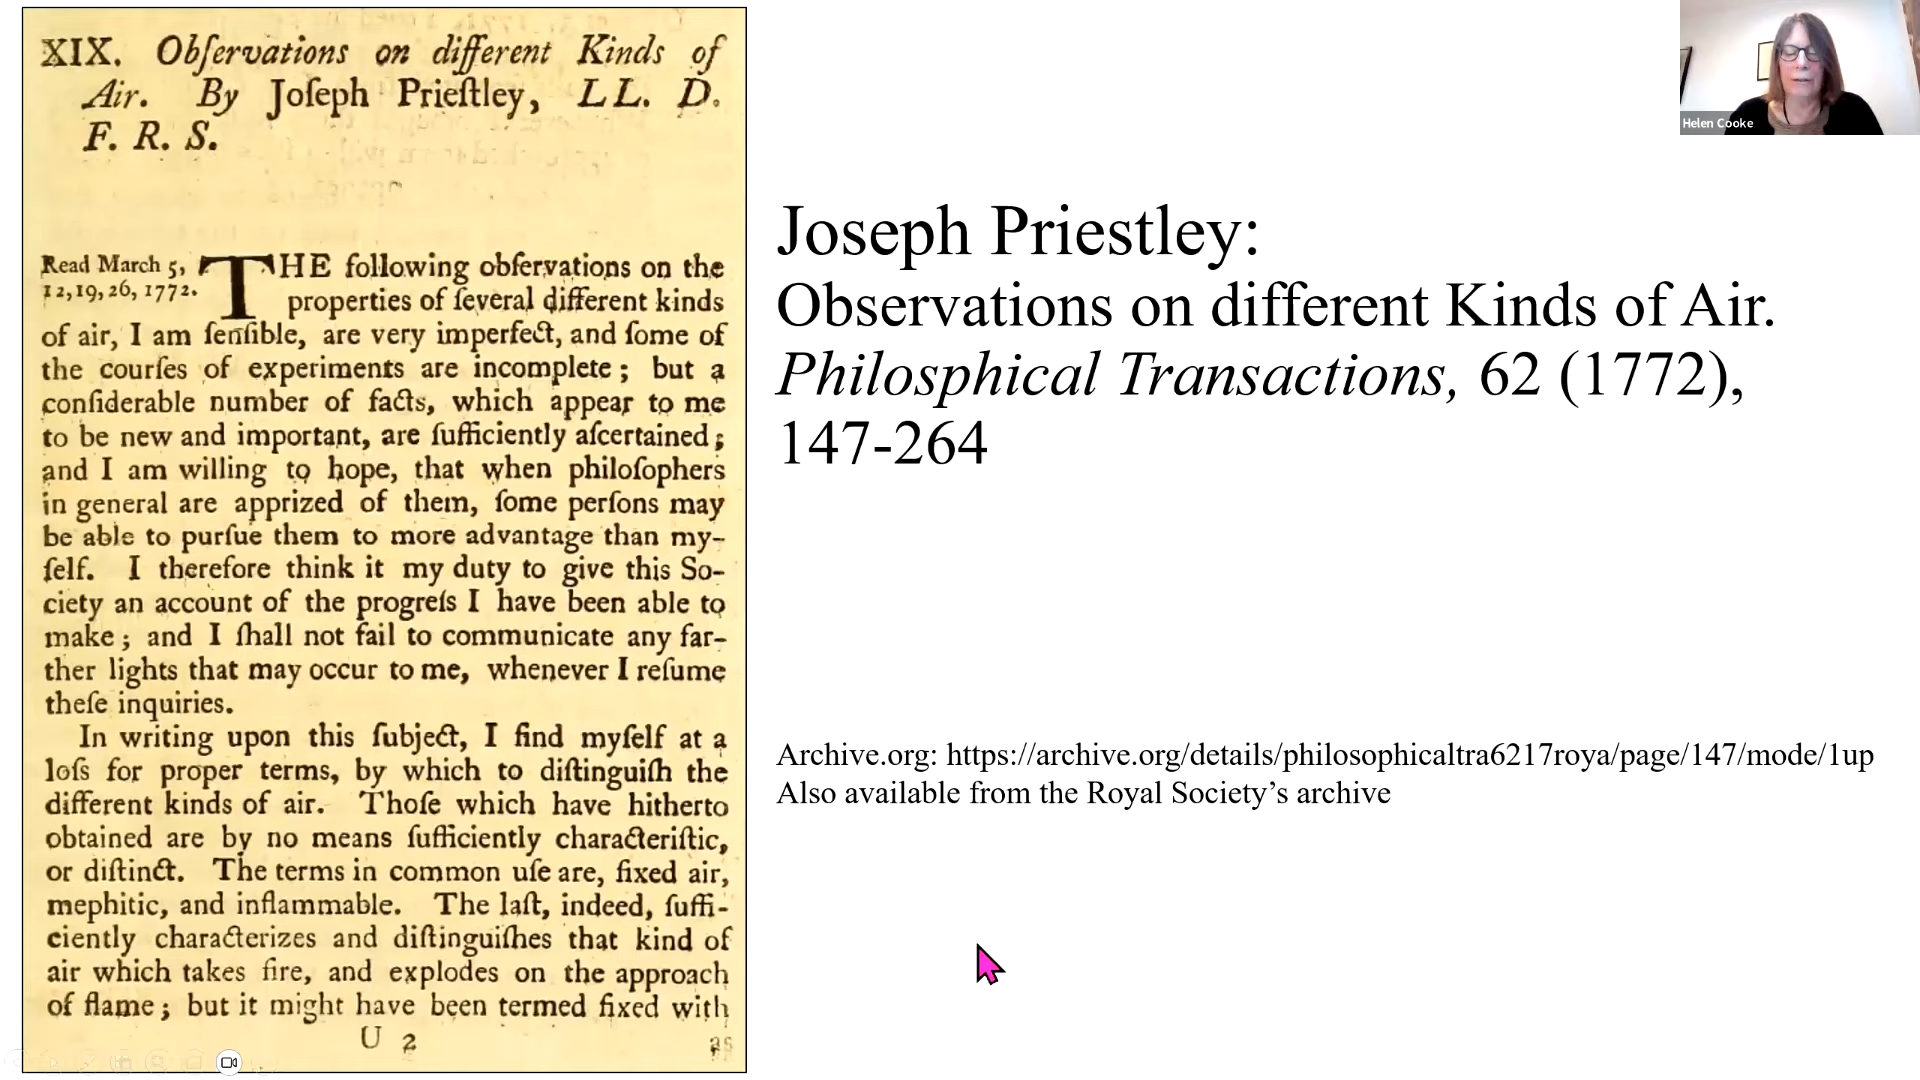 XIX. Obſervations on different Kinds of
Air. By Joſeph Prieſtley, LL. D.
F. R. S.
Read March 5,
12,19,26, 1772.
THE following obſervations on the
properties of ſeveral different kinds
of air, I am ſenſible, are very imperfect, and ſome of
the courſes of experiments are incomplete; but a
conſiderable number of facts, which appear to me
to be new and important, are ſufficiently aſcertained;
and I am willing to hope, that when philoſophers
in general are apprized of them, ſome perſons may
be able to purſue them to more advantage than my-
ſelf. I therefore think it my duty to give this So-
ciety an account of the progreſs I have been able to
make; and I ſhall not fail to communicate any far-
ther lights that may occur to me, whenever I reſume
theſe inquiries.
In writing upon this ſubject, I find myſelf at a
loſs for proper terms, by which to diſtinguiſh the
different kinds of air. Thoſe which have hitherto
obtained are by no means ſufficiently characteriſtic,
or diſtinct. The terms in common uſe are, fixed air,
mephitic, and inflammable. The laſt, indeed, ſuffi-
ciently characterizes and diſtinguiſhes that kind of
air which takes fire, and explodes on the approach
of flame; but it might have been termed fixed with
U 2
as
Joseph Priestley:
Observations on different Kinds of Air.
Philosphical Transactions, 62 (1772),
147-264
Archive.org: https://archive.org/details/philosophicaltra6217roya/page/147/mode/1up
Also available from the Royal Society’s archive
Helen Cooke